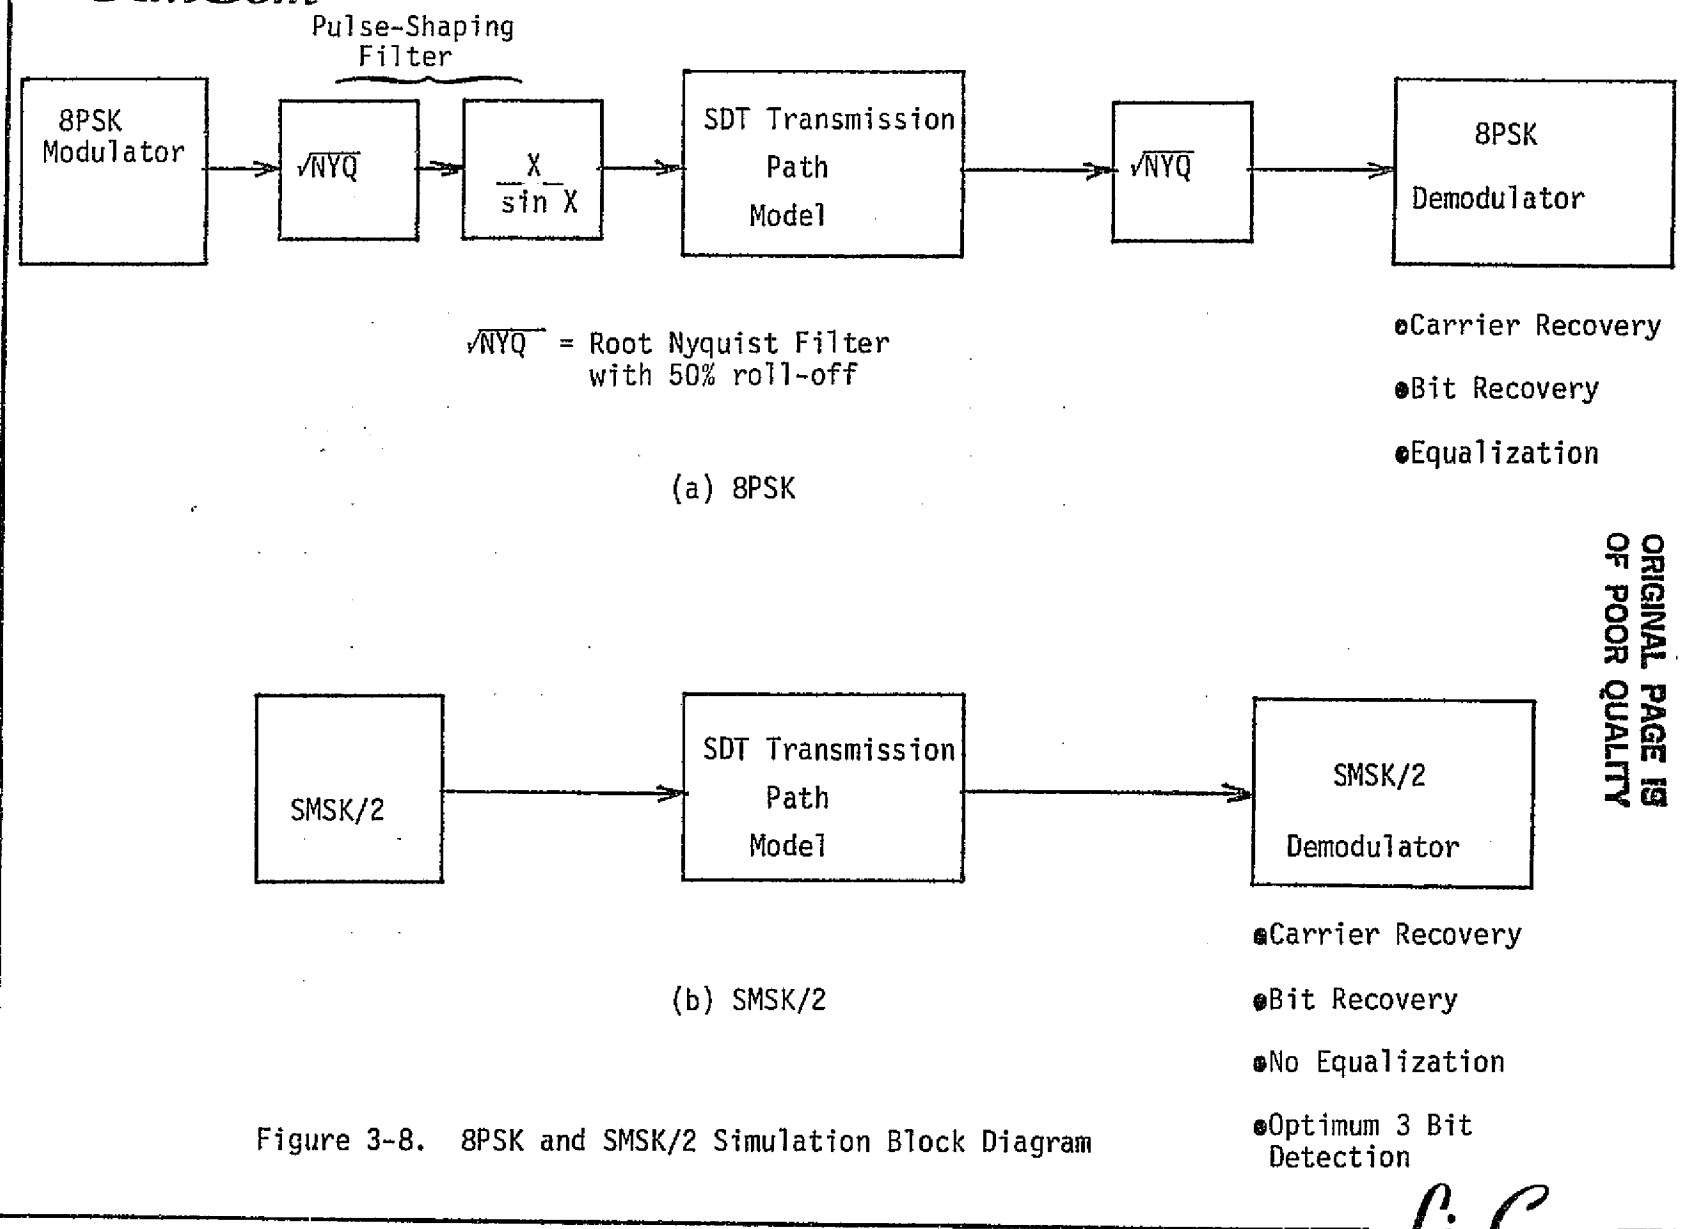 Pulse-Shaping
Filter
8PSK
Modulator
√NYQ
X
sin X
SDT Transmission
Path
Model
√NYQ
8PSK
Demodulator
√NYQ = Root Nyquist Filter
with 50% roll-off
●Carrier Recovery
●Bit Recovery
●Equalization
(a) 8PSK
ORIGINAL PAGE IS
OF POOR QUALITY
SMSK/2
SDT Transmission
Path
Model
SMSK/2
Demodulator
●Carrier Recovery
●Bit Recovery
●No Equalization
●Optimum 3 Bit
Detection
(b) SMSK/2
Figure 3-8. 8PSK and SMSK/2 Simulation Block Diagram